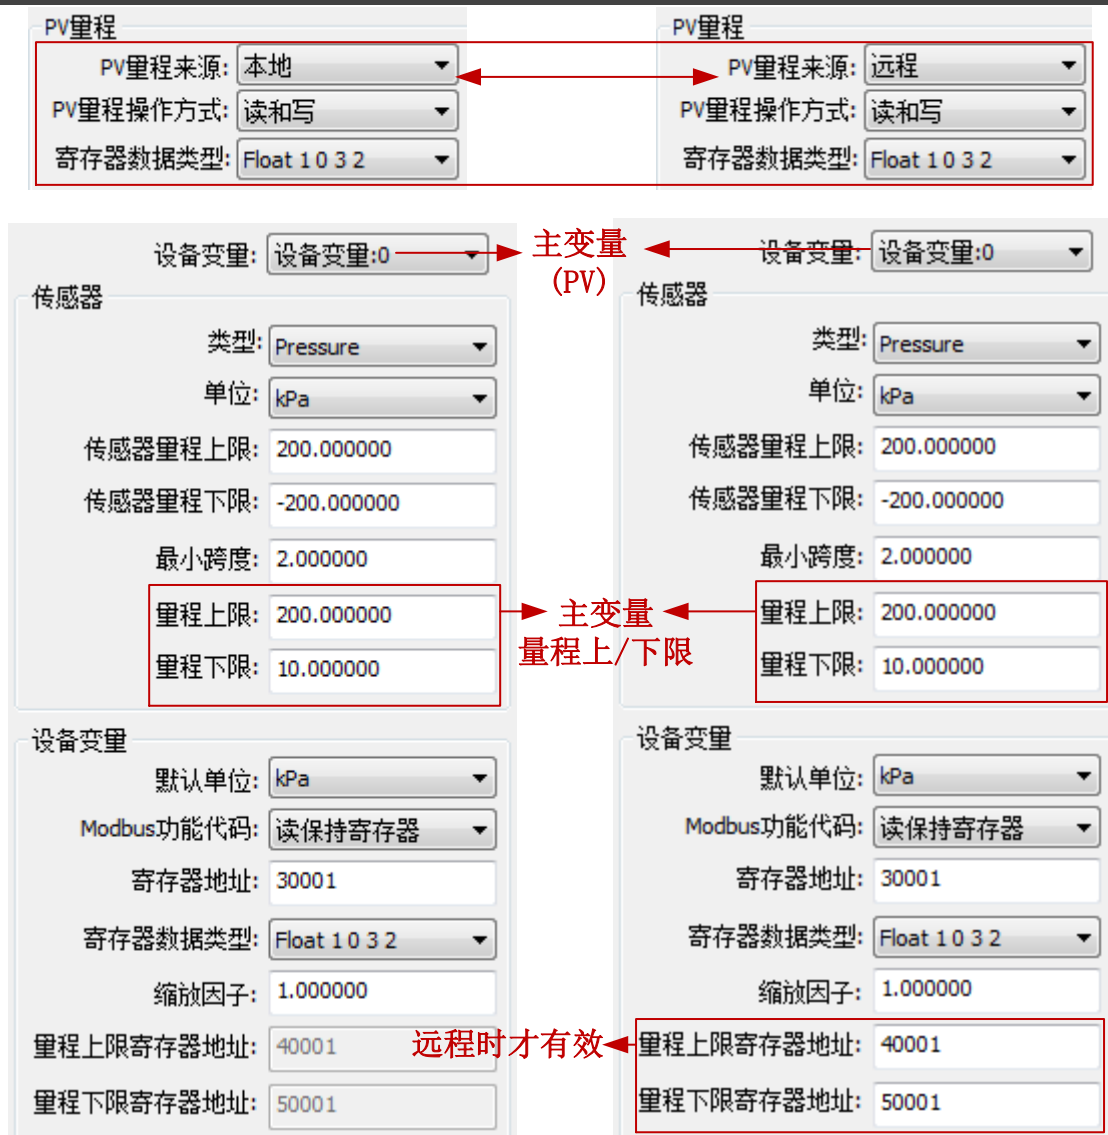 PV量程
PV量程来源: 本地
PV量程操作方式: 读和写
寄存器数据类型: Float 1 0 3 2
PV量程
PV量程来源: 远程
PV量程操作方式: 读和写
寄存器数据类型: Float 1 0 3 2
设备变量: 设备变量:0
传感器
类型: Pressure
单位: kPa
传感器量程上限: 200.000000
传感器量程下限: -200.000000
最小跨度: 2.000000
量程上限: 200.000000
量程下限: 10.000000
设备变量
默认单位: kPa
Modbus功能代码: 读保持寄存器
寄存器地址: 30001
寄存器数据类型: Float 1 0 3 2
缩放因子: 1.000000
量程上限寄存器地址: 40001
量程下限寄存器地址: 50001
主变量
(PV)
主变量
量程上/下限
远程时才有效
设备变量: 设备变量:0
传感器
类型: Pressure
单位: kPa
传感器量程上限: 200.000000
传感器量程下限: -200.000000
最小跨度: 2.000000
量程上限: 200.000000
量程下限: 10.000000
设备变量
默认单位: kPa
Modbus功能代码: 读保持寄存器
寄存器地址: 30001
寄存器数据类型: Float 1 0 3 2
缩放因子: 1.000000
量程上限寄存器地址: 40001
量程下限寄存器地址: 50001